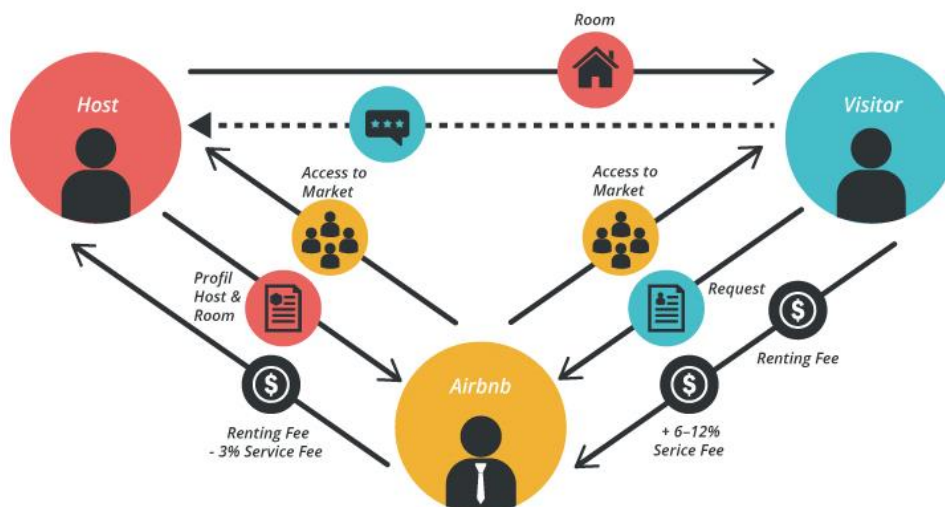 Room
Host
Visitor
Access to
Market
Access to
Market
Profil
Host &
Room
Request
Renting Fee
Airbnb
Renting Fee
- 3% Service Fee
+ 6–12%
Serice Fee